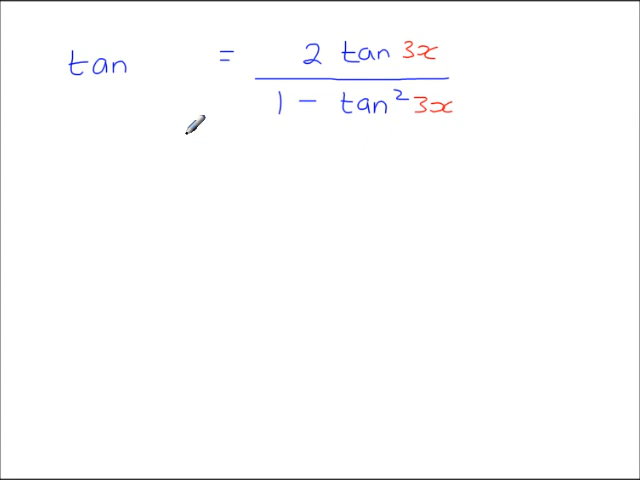 tan = 2 tan 3x
1 - tan² 3x